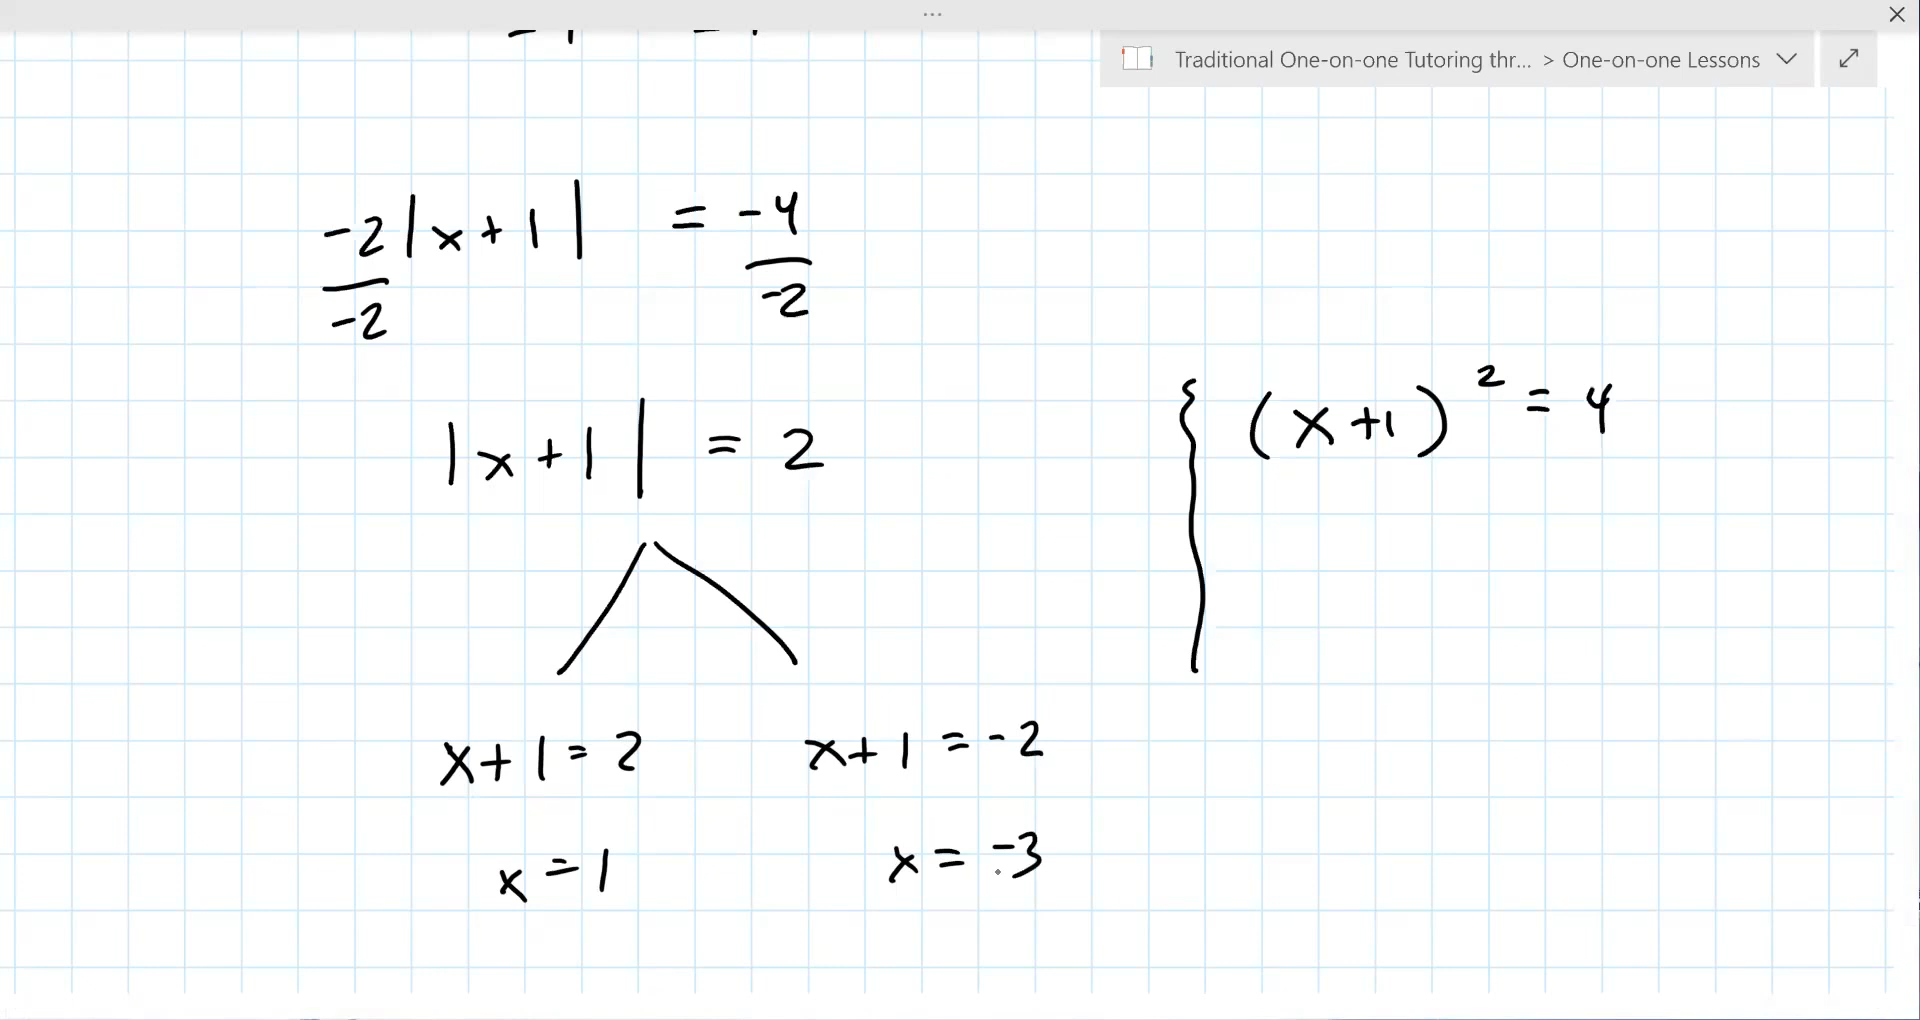 Traditional One-on-one Tutoring thr... > One-on-one Lessons
-2|x+1| = -4
-2 -2
|x+1| = 2
(x+1)² = 4
x+1=2
x+1=-2
x=1
x=-3